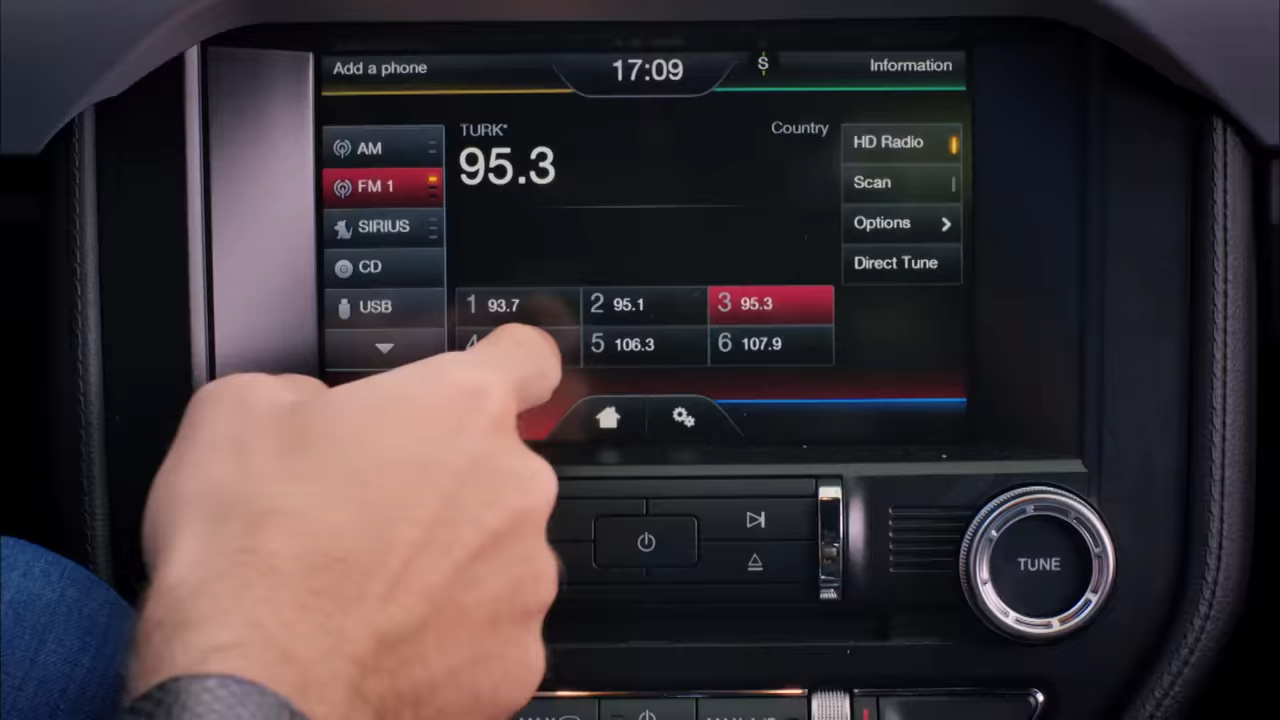 Add a phone
17:09
Information
AM
FM 1
SIRIUS
CD
USB
TURK*
95.3
Country
HD Radio
Scan
Options
Direct Tune
1 93.7
2 95.1
3 95.3
4
5 106.3
6 107.9
TUNE